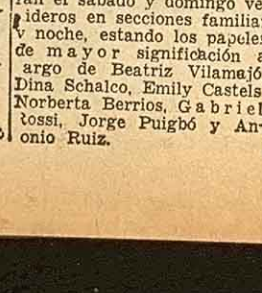 rán el sábado y domingo ve
ideros en secciones familia
y noche, estando los papele
de mayor significación a
argo de Beatriz Vilamajó
Dina Schalco, Emily Castels
Norberta Berrios, Gabriel
Rossi, Jorge Puigbó y An-
onio Ruiz.